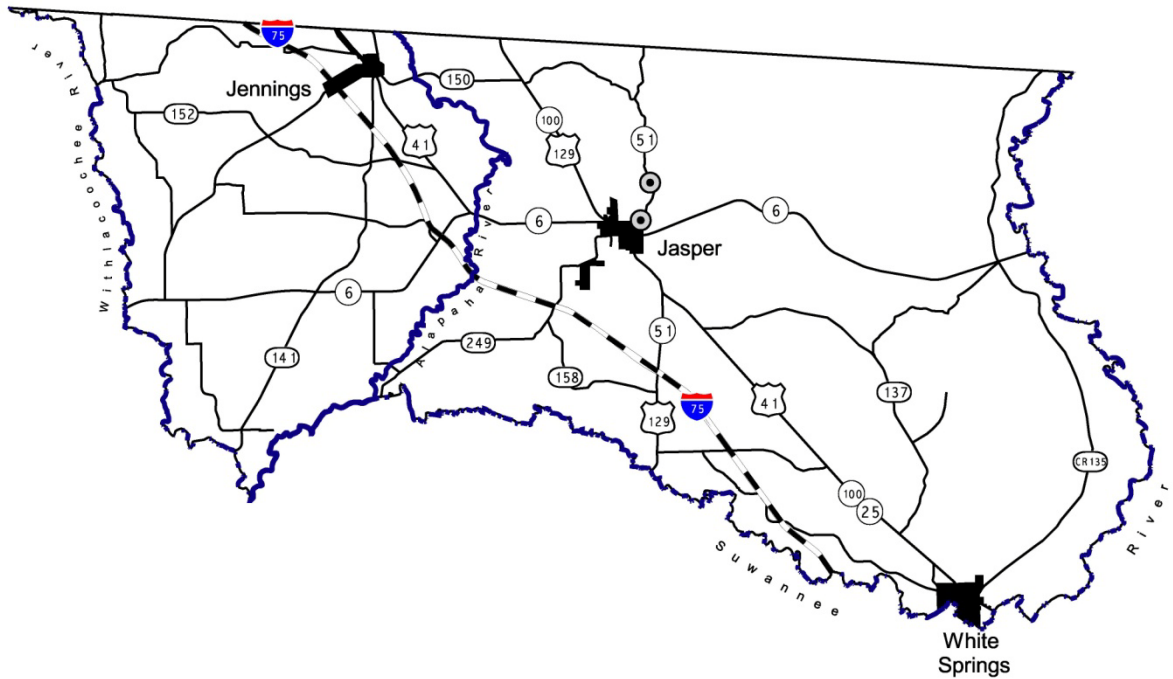 75
Jennings
150
152
100
51
41
129
Withlacoochee River
6
6
Jasper
Alapaha River
6
51
249
141
158
75
41
137
129
CR135
100
25
Suwannee
River
White
Springs